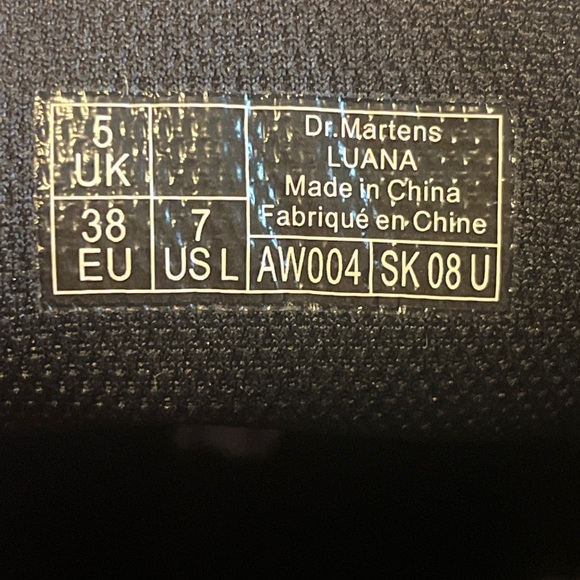 5
UK
38
EU
7
US L
Dr.Martens
LUANA
Made in China
Fabriqué en Chine
AW004 SK 08 U